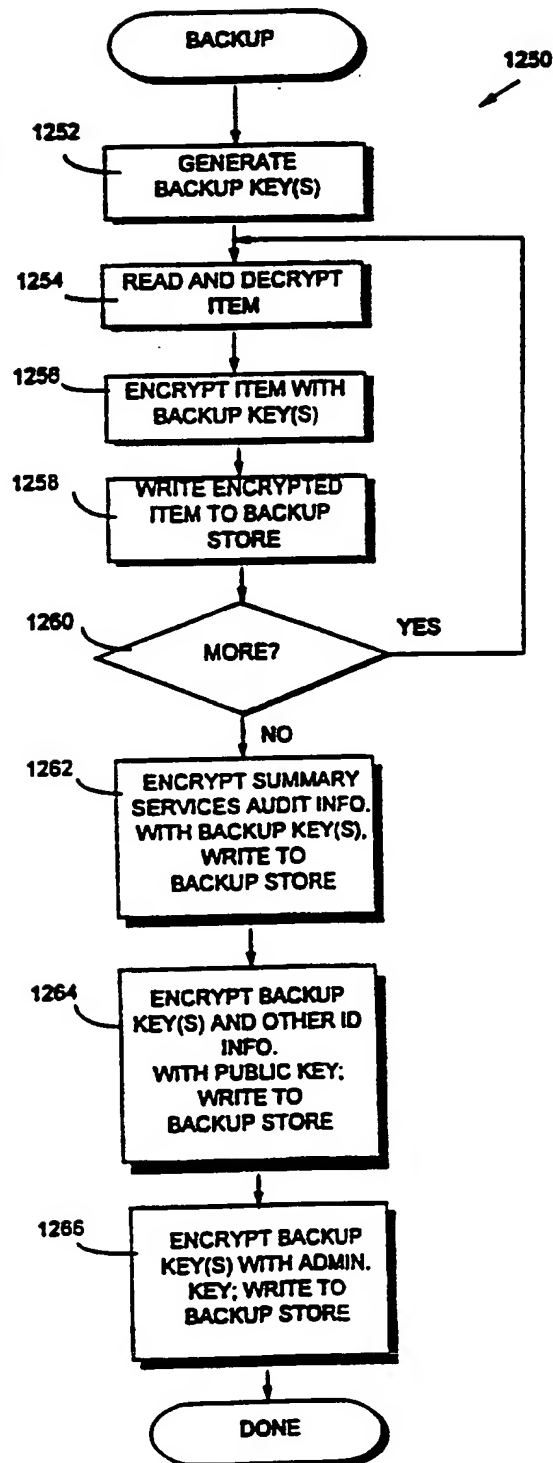 BACKUP
1250
1252
GENERATE
BACKUP KEY(S)
1254
READ AND DECRYPT
ITEM
1256
ENCRYPT ITEM WITH
BACKUP KEY(S)
1258
WRITE ENCRYPTED
ITEM TO BACKUP
STORE
1260
MORE?
YES
NO
1262
ENCRYPT SUMMARY
SERVICES AUDIT INFO.
WITH BACKUP KEY(S),
WRITE TO
BACKUP STORE
1264
ENCRYPT BACKUP
KEY(S) AND OTHER ID
INFO.
WITH PUBLIC KEY;
WRITE TO
BACKUP STORE
1266
ENCRYPT BACKUP
KEY(S) WITH ADMIN.
KEY; WRITE TO
BACKUP STORE
DONE